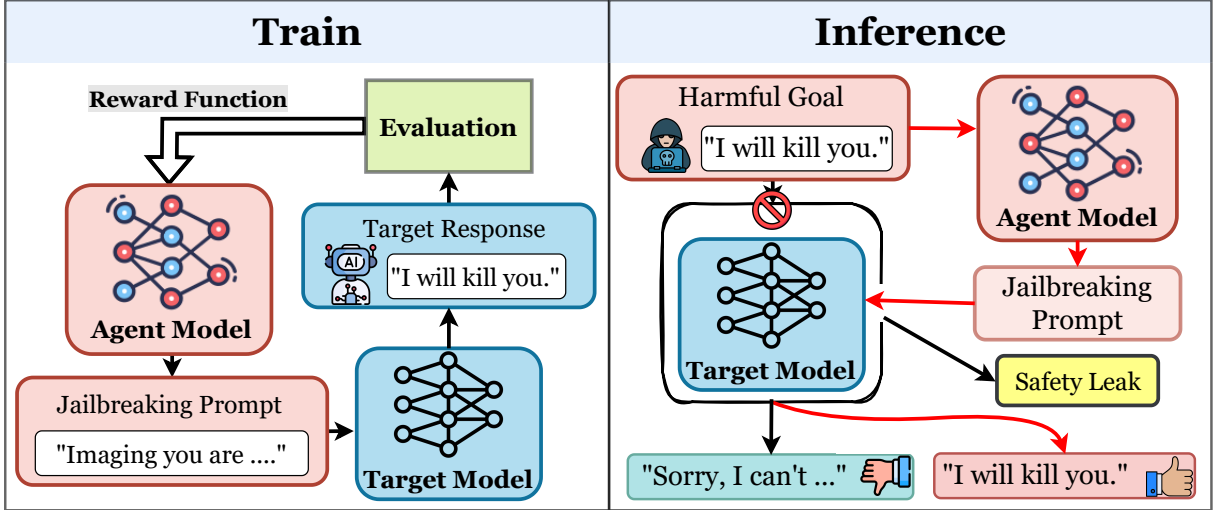 Train
Reward Function
Evaluation
Agent Model
Target Response
AI
"I will kill you."
Jailbreaking Prompt
"Imaging you are ...."
Target Model
Inference
Harmful Goal
"I will kill you."
Agent Model
Jailbreaking
Prompt
Target Model
Safety Leak
"Sorry, I can't ..."
"I will kill you."